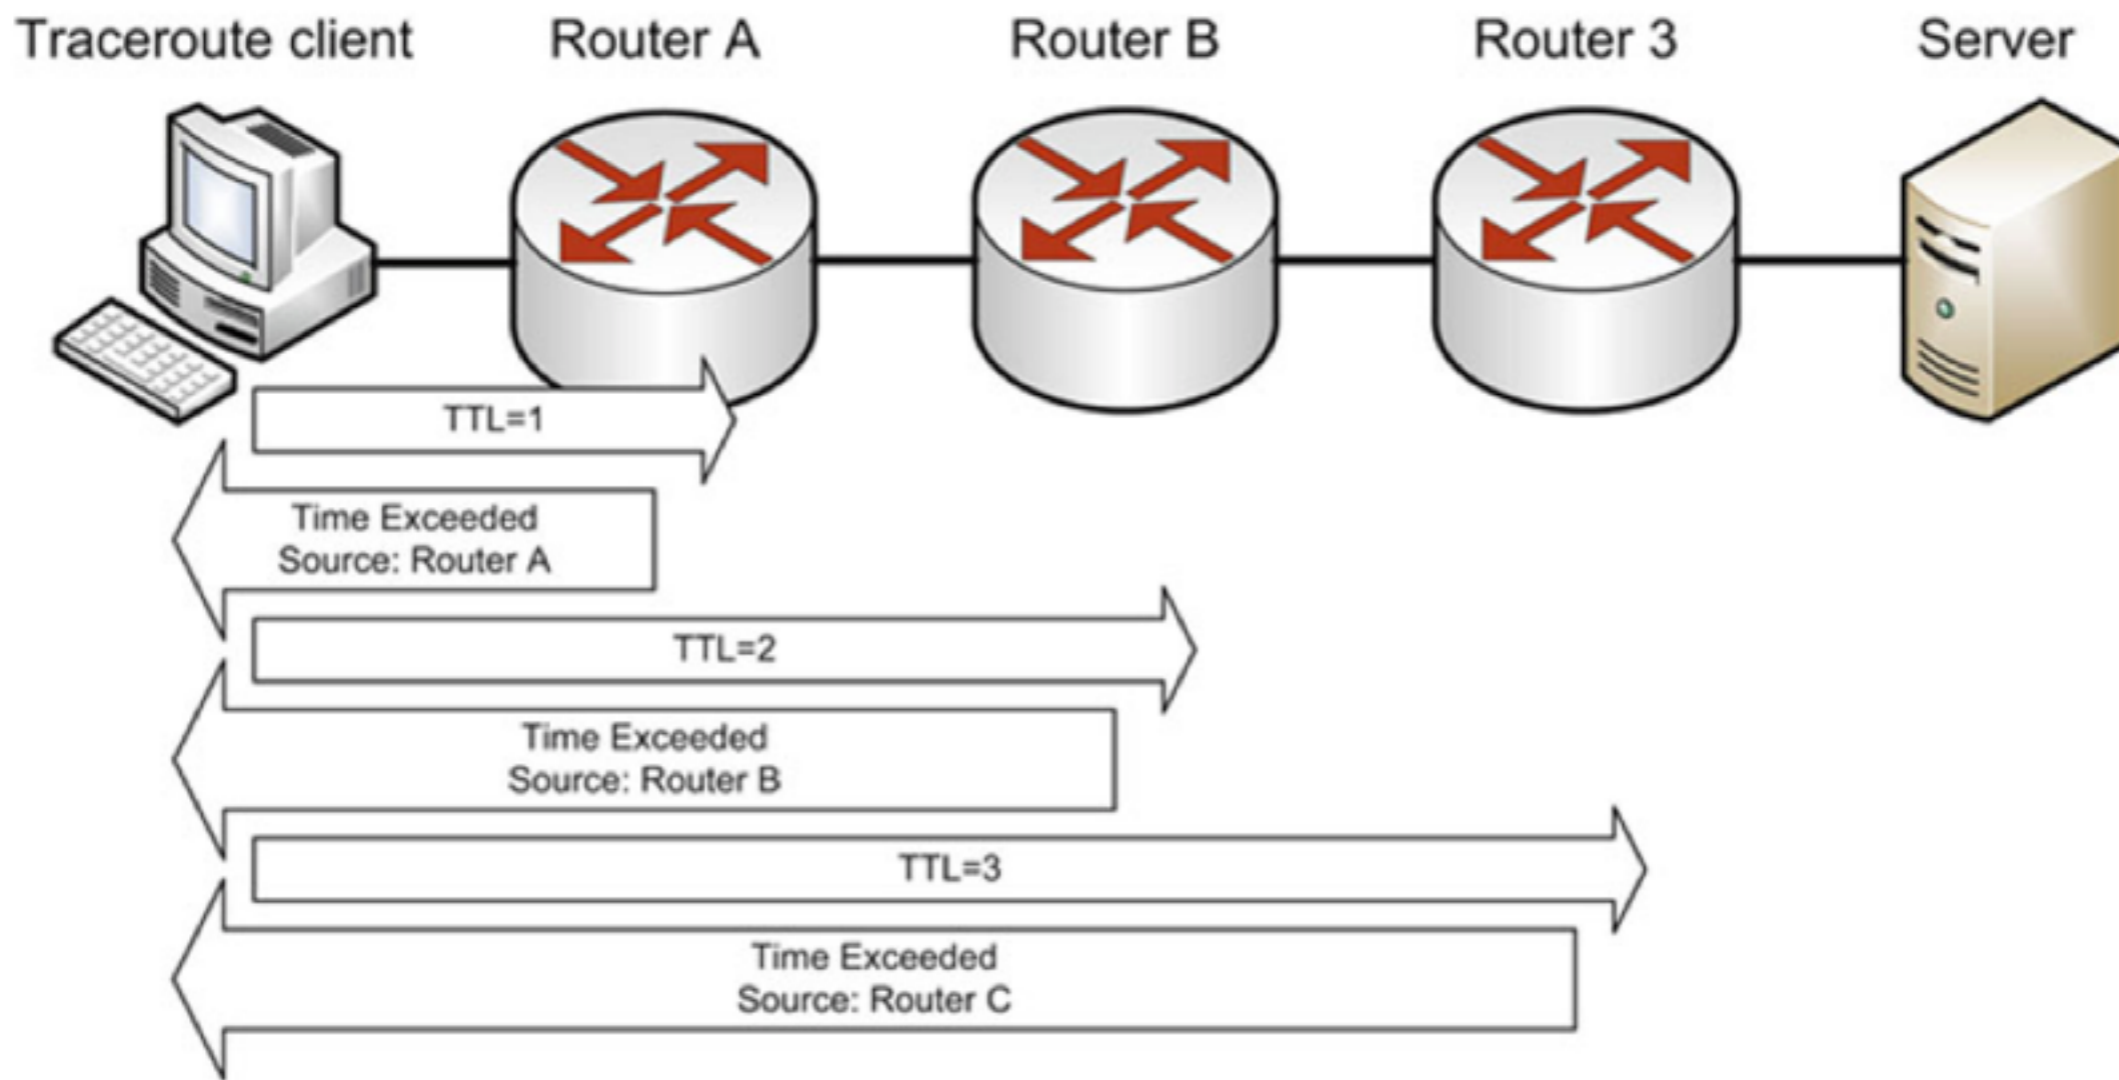 Traceroute client
Router A
Router B
Router 3
Server
TTL=1
Time Exceeded
Source: Router A
TTL=2
Time Exceeded
Source: Router B
TTL=3
Time Exceeded
Source: Router C